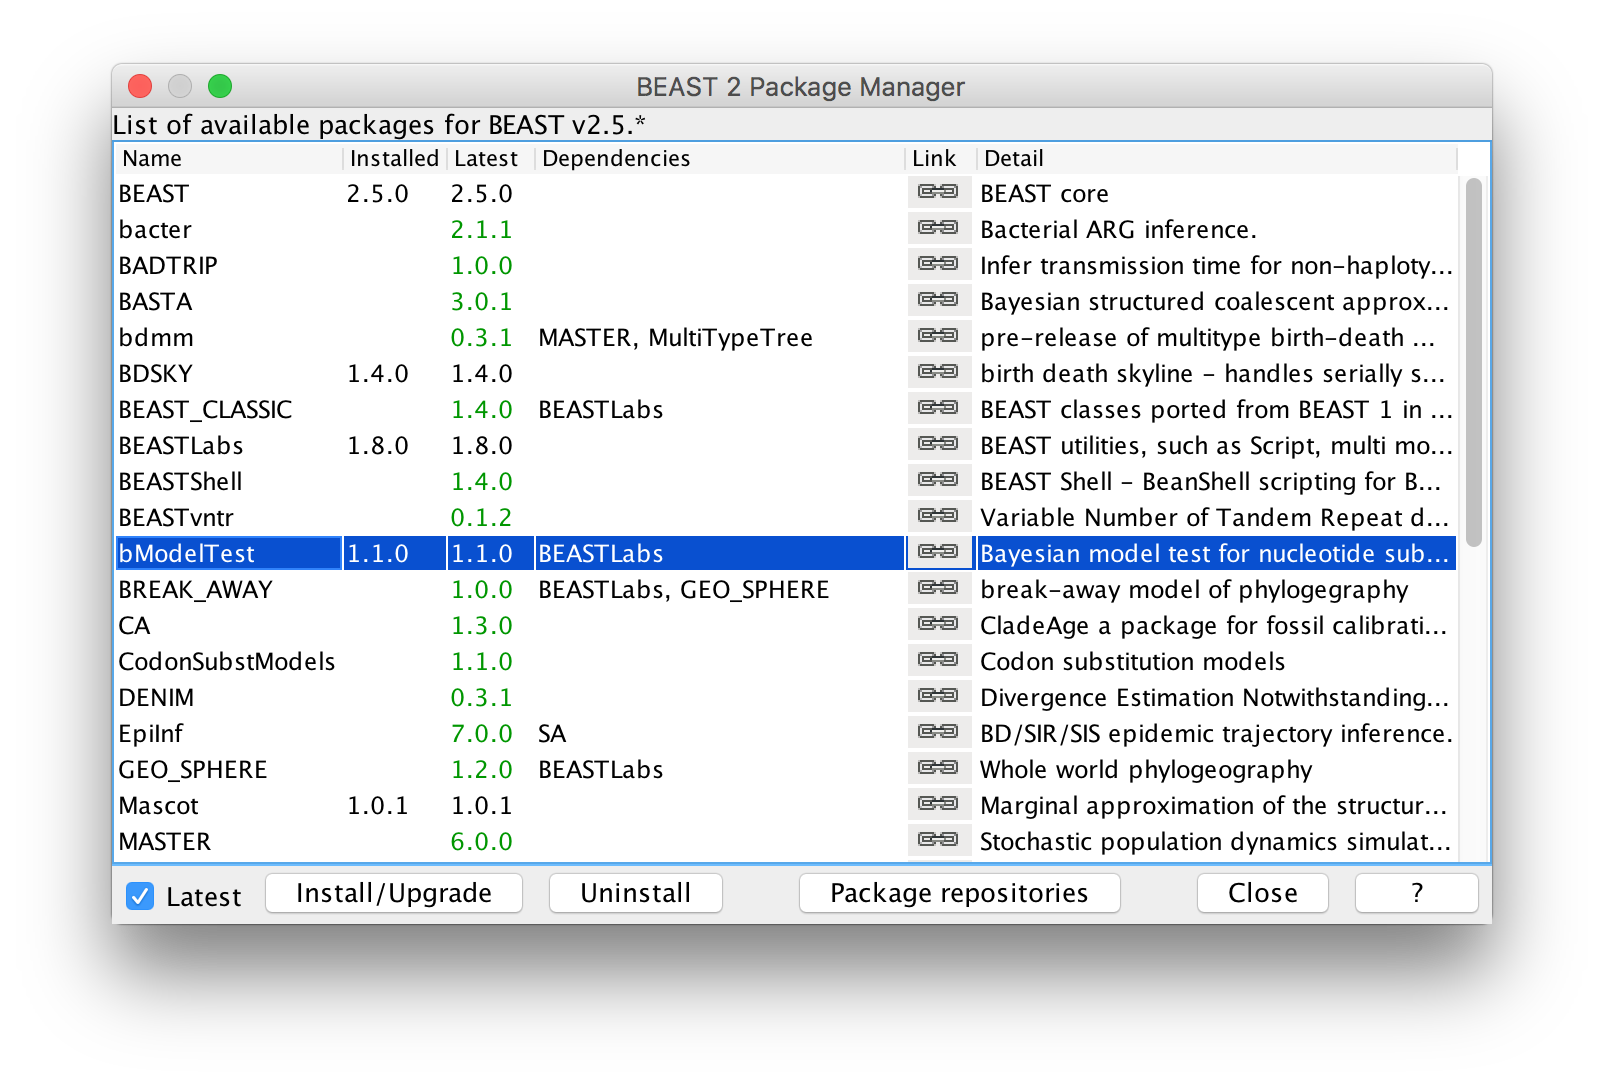 BEAST 2 Package Manager
List of available packages for BEAST v2.5.*
Name Installed Latest Dependencies Link Detail
BEAST 2.5.0 2.5.0 BEAST core
bacter 2.1.1 Bacterial ARG inference.
BADTRIP 1.0.0 Infer transmission time for non-haploty...
BASTA 3.0.1 Bayesian structured coalescent approx...
bdmm 0.3.1 MASTER, MultiTypeTree pre-release of multitype birth-death ...
BDSKY 1.4.0 1.4.0 birth death skyline - handles serially s...
BEAST_CLASSIC 1.4.0 BEASTLabs BEAST classes ported from BEAST 1 in ...
BEASTLabs 1.8.0 1.8.0 BEAST utilities, such as Script, multi mo...
BEASTShell 1.4.0 BEAST Shell - BeanShell scripting for B...
BEASTvntr 0.1.2 Variable Number of Tandem Repeat d...
bModelTest 1.1.0 1.1.0 BEASTLabs Bayesian model test for nucleotide sub...
BREAK_AWAY 1.0.0 BEASTLabs, GEO_SPHERE break-away model of phylogegraphy
CA 1.3.0 CladeAge a package for fossil calibrati...
CodonSubstModels 1.1.0 Codon substitution models
DENIM 0.3.1 Divergence Estimation Notwithstanding...
EpiInf 7.0.0 SA BD/SIR/SIS epidemic trajectory inference.
GEO_SPHERE 1.2.0 BEASTLabs Whole world phylogeography
Mascot 1.0.1 1.0.1 Marginal approximation of the structur...
MASTER 6.0.0 Stochastic population dynamics simulat...
Latest Install/Upgrade Uninstall Package repositories Close ?